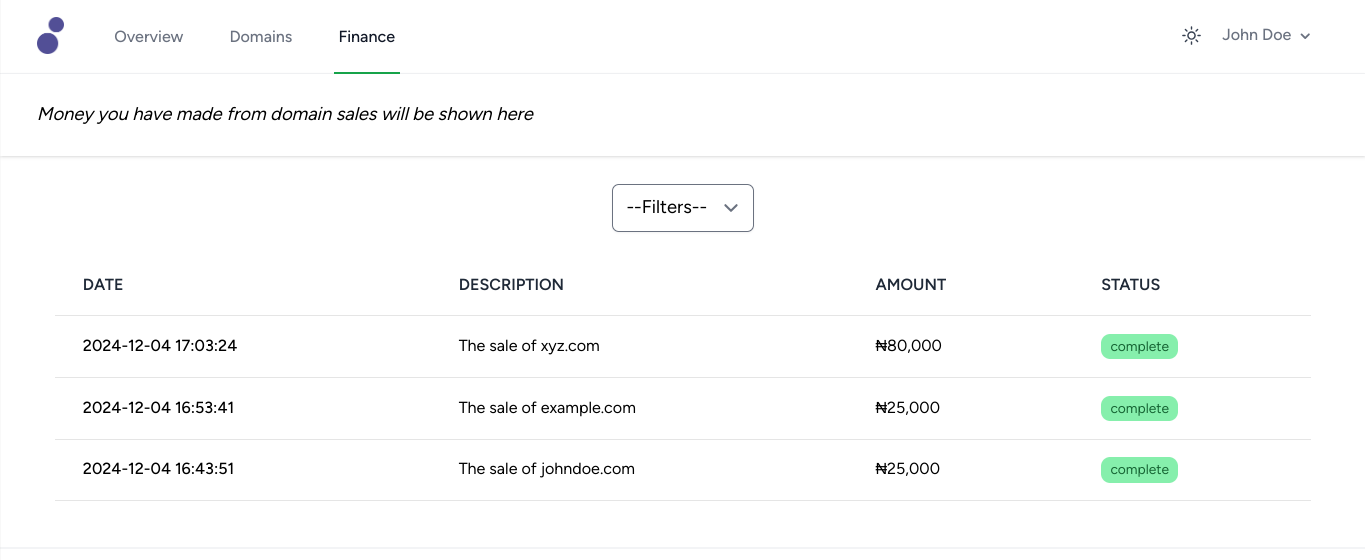 Overview Domains Finance John Doe
Money you have made from domain sales will be shown here
--Filters--
DATE DESCRIPTION AMOUNT STATUS
2024-12-04 17:03:24 The sale of xyz.com ₦80,000 complete
2024-12-04 16:53:41 The sale of example.com ₦25,000 complete
2024-12-04 16:43:51 The sale of johndoe.com ₦25,000 complete